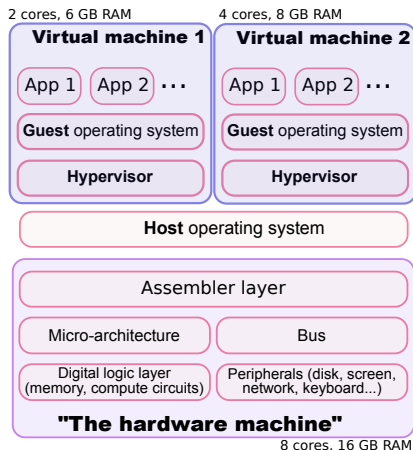 2 cores, 6 GB RAM
4 cores, 8 GB RAM
Virtual machine 1
Virtual machine 2
App 1
App 2
...
App 1
App 2
...
Guest operating system
Guest operating system
Hypervisor
Hypervisor
Host operating system
Assembler layer
Micro-architecture
Bus
Digital logic layer
(memory, compute circuits)
Peripherals (disk, screen,
network, keyboard...)
"The hardware machine"
8 cores, 16 GB RAM